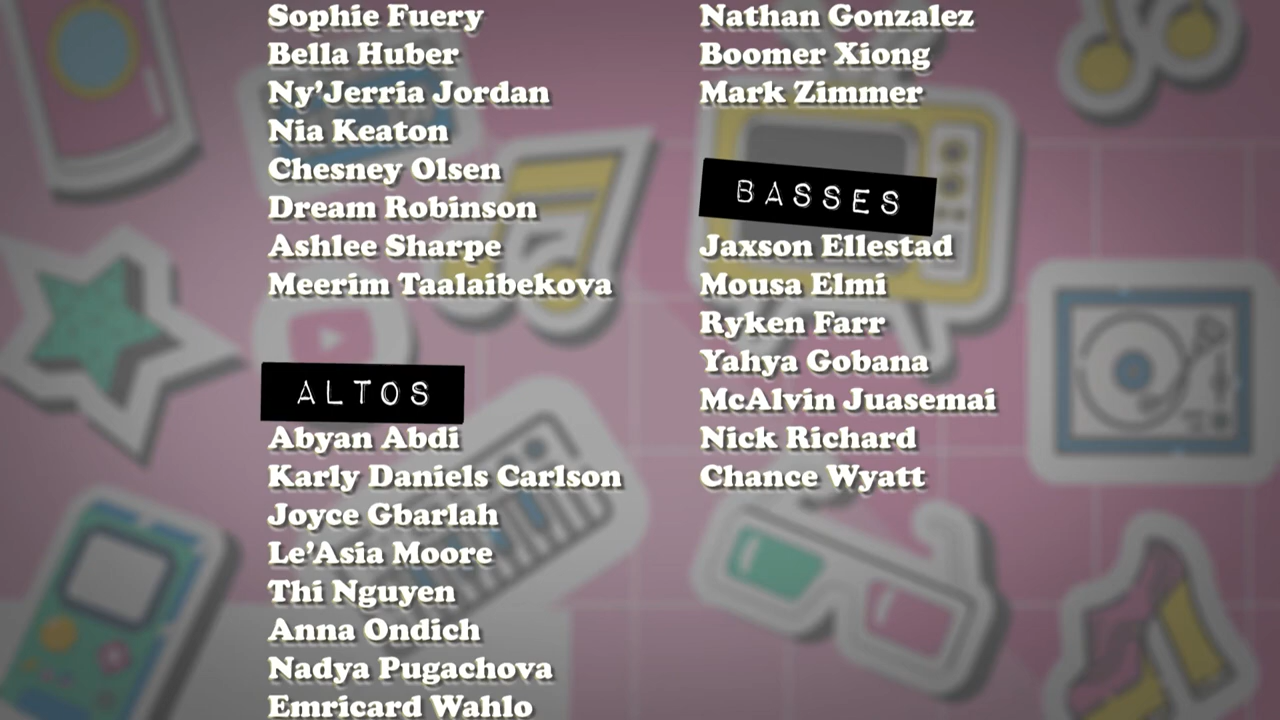 Sophie Fuery
Bella Huber
Ny’Jerria Jordan
Nia Keaton
Chesney Olsen
Dream Robinson
Ashlee Sharpe
Meerim Taalaibekova
ALTOS
Abyan Abdi
Karly Daniels Carlson
Joyce Gbarlah
Le’Asia Moore
Thi Nguyen
Anna Ondich
Nadya Pugachova
Emricard Wahlo
Nathan Gonzalez
Boomer Xiong
Mark Zimmer
BASSES
Jaxson Ellestad
Mousa Elmi
Ryken Farr
Yahya Gobana
McAlvin Juasemai
Nick Richard
Chance Wyatt